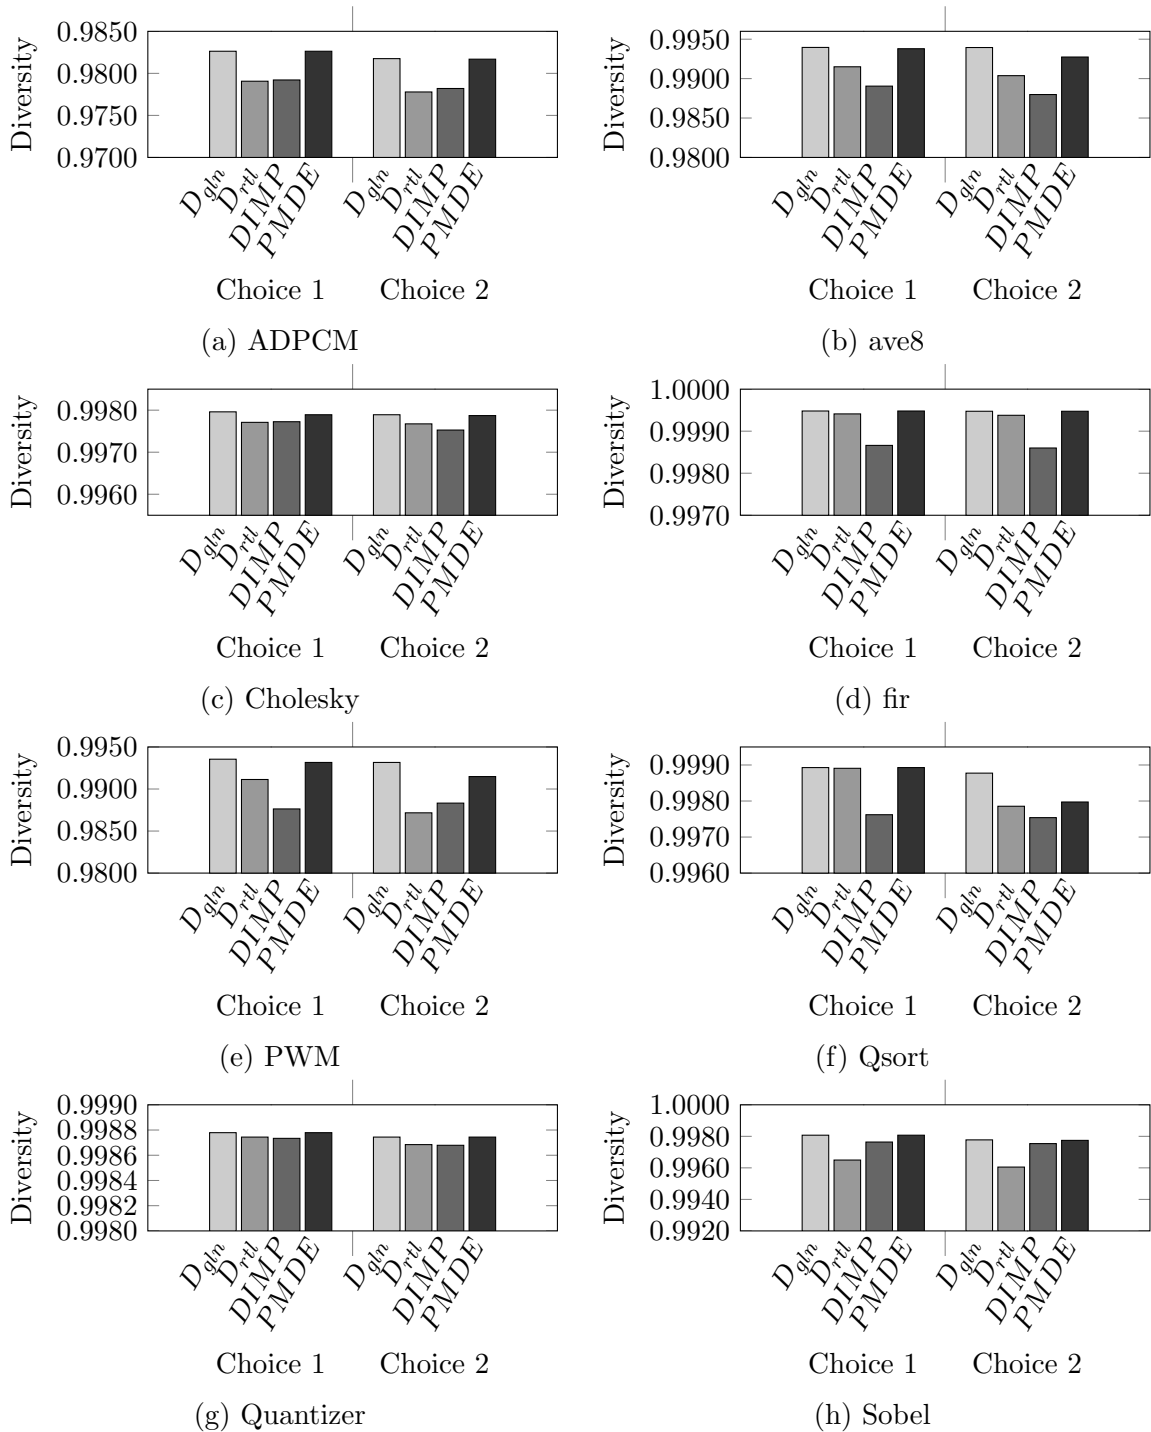 Diversity
0.9850
0.9800
0.9750
0.9700
D_gln
D_rtl
DIMP
PMDE
D_gln
D_rtl
DIMP
PMDE
Choice 1
Choice 2
(a) ADPCM
Diversity
0.9950
0.9900
0.9850
0.9800
D_gln
D_rtl
DIMP
PMDE
D_gln
D_rtl
DIMP
PMDE
Choice 1
Choice 2
(b) ave8
Diversity
0.9980
0.9970
0.9960
D_gln
D_rtl
DIMP
PMDE
D_gln
D_rtl
DIMP
PMDE
Choice 1
Choice 2
(c) Cholesky
Diversity
1.0000
0.9990
0.9980
0.9970
D_gln
D_rtl
DIMP
PMDE
D_gln
D_rtl
DIMP
PMDE
Choice 1
Choice 2
(d) fir
Diversity
0.9950
0.9900
0.9850
0.9800
D_gln
D_rtl
DIMP
PMDE
D_gln
D_rtl
DIMP
PMDE
Choice 1
Choice 2
(e) PWM
Diversity
0.9990
0.9980
0.9970
0.9960
D_gln
D_rtl
DIMP
PMDE
D_gln
D_rtl
DIMP
PMDE
Choice 1
Choice 2
(f) Qsort
Diversity
0.9990
0.9988
0.9986
0.9984
0.9982
0.9980
D_gln
D_rtl
DIMP
PMDE
D_gln
D_rtl
DIMP
PMDE
Choice 1
Choice 2
(g) Quantizer
Diversity
1.0000
0.9980
0.9960
0.9940
0.9920
D_gln
D_rtl
DIMP
PMDE
D_gln
D_rtl
DIMP
PMDE
Choice 1
Choice 2
(h) Sobel